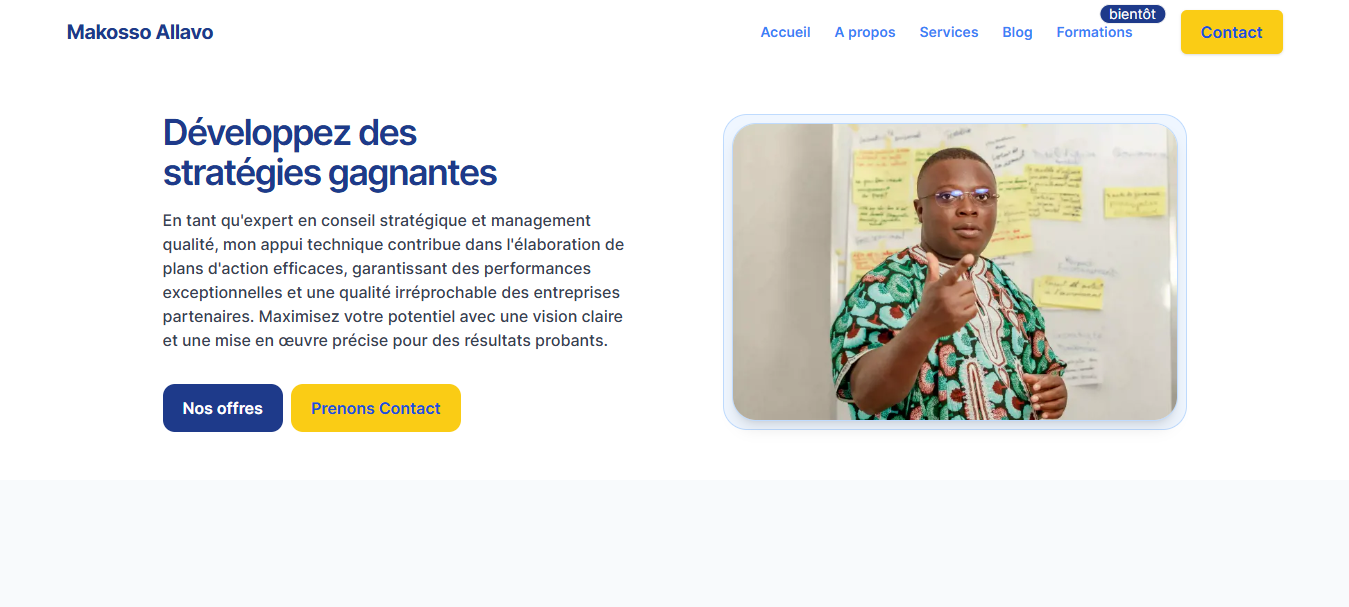 Makosso Allavo
Accueil
A propos
Services
Blog
Formations
bientôt
Contact
Développez des
stratégies gagnantes
En tant qu'expert en conseil stratégique et management
qualité, mon appui technique contribue dans l'élaboration de
plans d'action efficaces, garantissant des performances
exceptionnelles et une qualité irréprochable des entreprises
partenaires. Maximisez votre potentiel avec une vision claire
et une mise en œuvre précise pour des résultats probants.
Nos offres
Prenons Contact